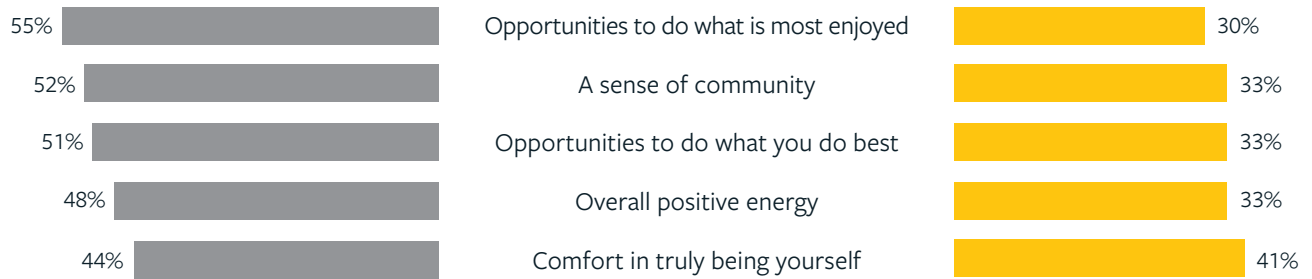 55% Opportunities to do what is most enjoyed 30%
52% A sense of community 33%
51% Opportunities to do what you do best 33%
48% Overall positive energy 33%
44% Comfort in truly being yourself 41%